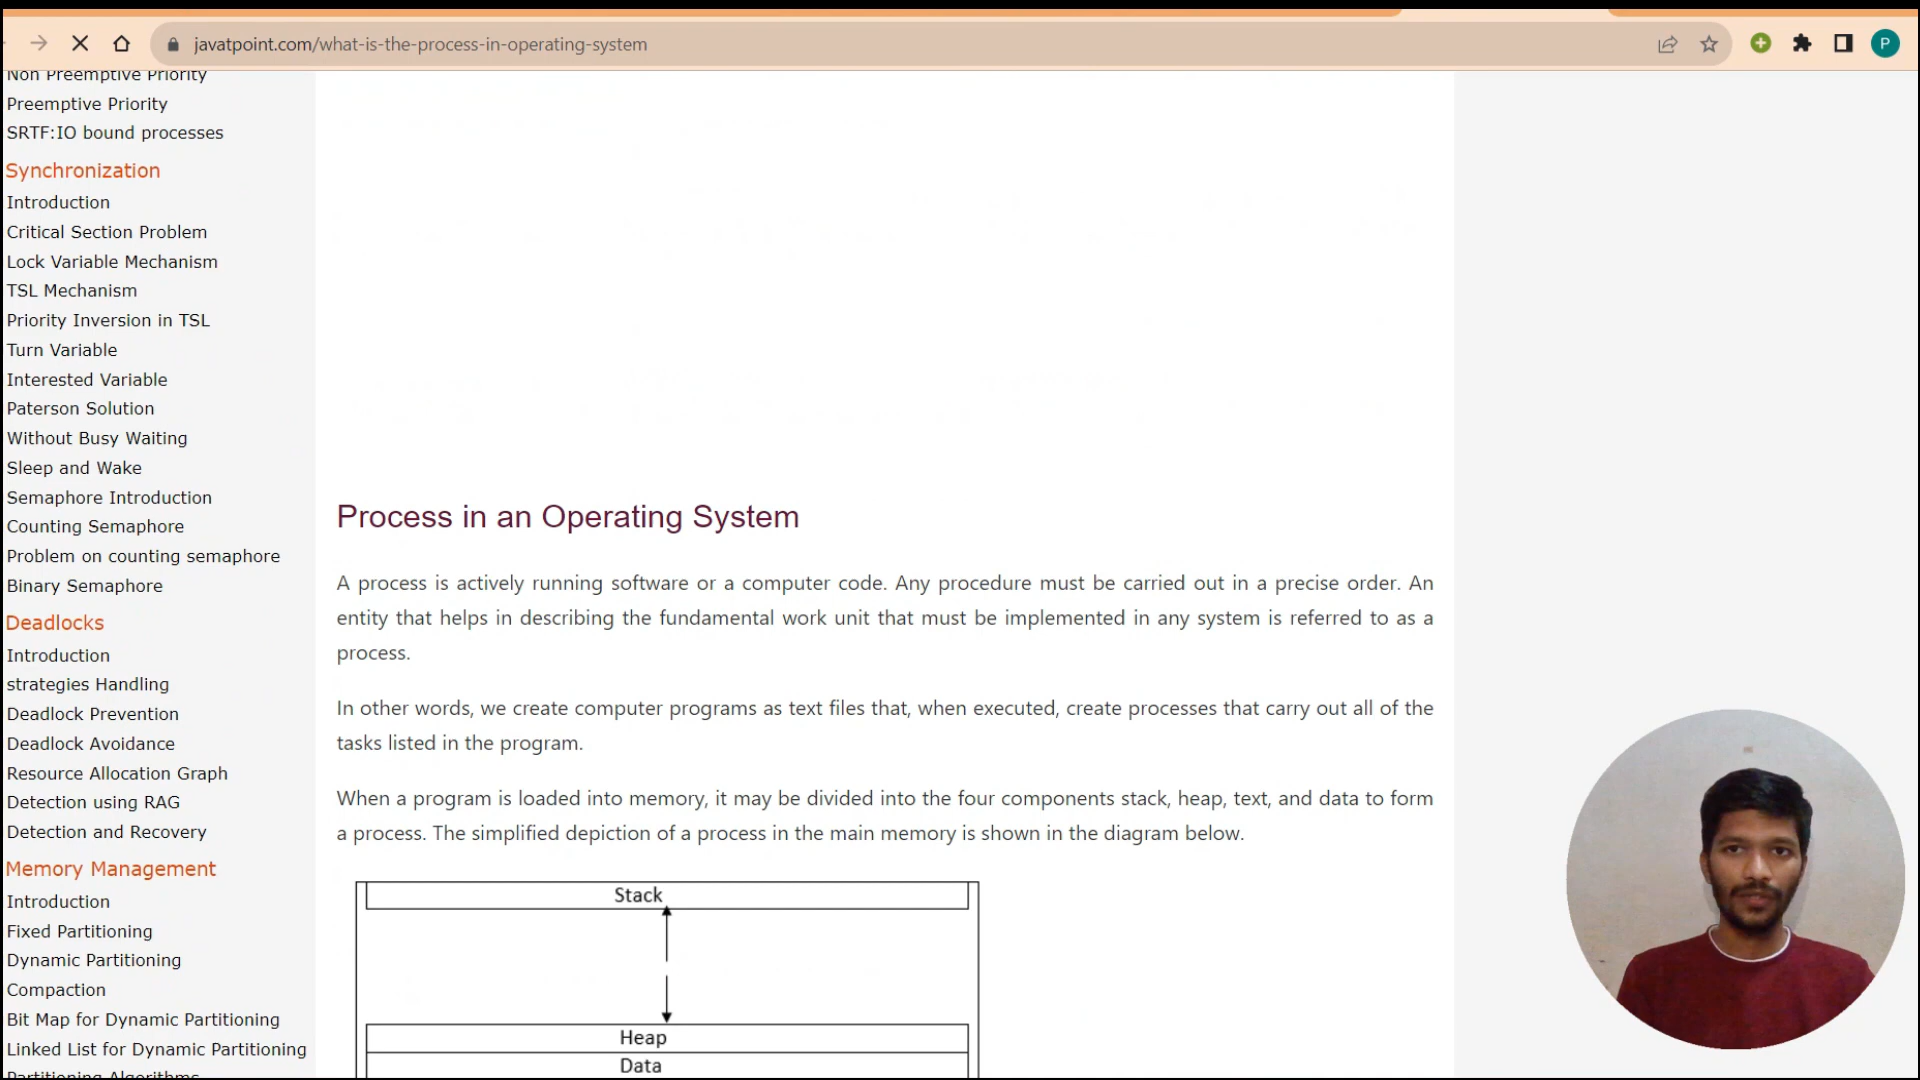 javatpoint.com/what-is-the-process-in-operating-system
P
Non Preemptive Priority
Preemptive Priority
SRTF:IO bound processes
Synchronization
Introduction
Critical Section Problem
Lock Variable Mechanism
TSL Mechanism
Priority Inversion in TSL
Turn Variable
Interested Variable
Paterson Solution
Without Busy Waiting
Sleep and Wake
Semaphore Introduction
Counting Semaphore
Problem on counting semaphore
Binary Semaphore
Deadlocks
Introduction
strategies Handling
Deadlock Prevention
Deadlock Avoidance
Resource Allocation Graph
Detection using RAG
Detection and Recovery
Memory Management
Introduction
Fixed Partitioning
Dynamic Partitioning
Compaction
Bit Map for Dynamic Partitioning
Linked List for Dynamic Partitioning
Partitioning Algorithms
Process in an Operating System
A process is actively running software or a computer code. Any procedure must be carried out in a precise order. An
entity that helps in describing the fundamental work unit that must be implemented in any system is referred to as a
process.
In other words, we create computer programs as text files that, when executed, create processes that carry out all of the
tasks listed in the program.
When a program is loaded into memory, it may be divided into the four components stack, heap, text, and data to form
a process. The simplified depiction of a process in the main memory is shown in the diagram below.
Stack
Heap
Data